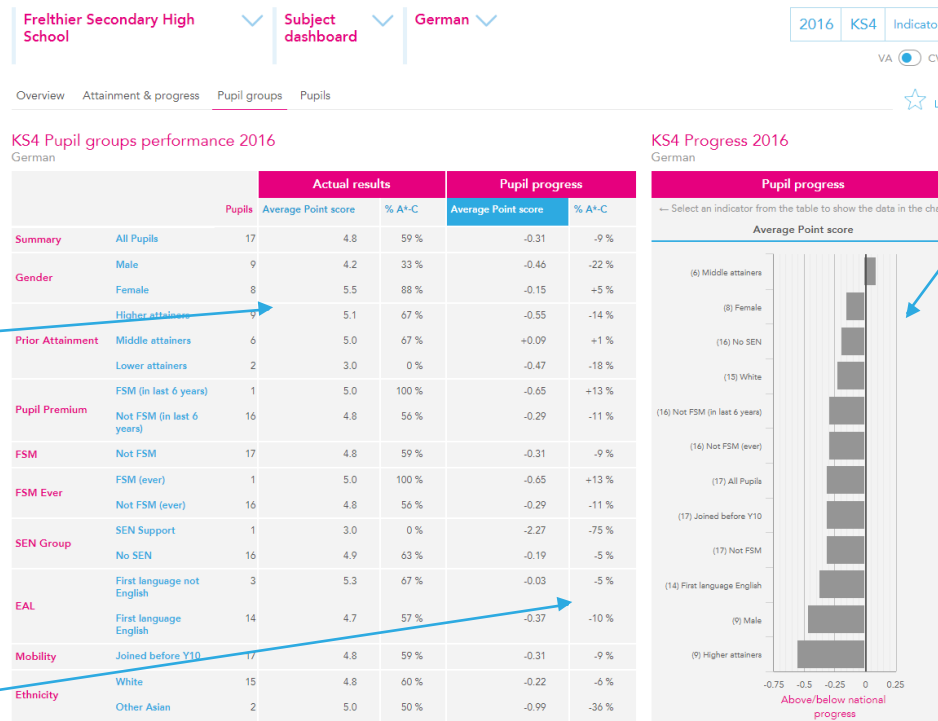 Frelthier Secondary High School
Subject dashboard
German
2016 KS4 Indicato
VA CV
Overview Attainment & progress Pupil groups Pupils
L
KS4 Pupil groups performance 2016
German
Actual results Pupil progress
Pupils Average Point score % A*-C Average Point score % A*-C
Summary All Pupils 17 4.8 59 % -0.31 -9 %
Gender
Male 9 4.2 33 % -0.46 -22 %
Female 8 5.5 88 % -0.15 +5 %
Prior Attainment
Higher attainers 9 5.1 67 % -0.55 -14 %
Middle attainers 6 5.0 67 % +0.09 +1 %
Lower attainers 2 3.0 0 % -0.47 -18 %
Pupil Premium
FSM (in last 6 years) 1 5.0 100 % -0.65 +13 %
Not FSM (in last 6 years) 16 4.8 56 % -0.29 -11 %
FSM Not FSM 17 4.8 59 % -0.31 -9 %
FSM Ever
FSM (ever) 1 5.0 100 % -0.65 +13 %
Not FSM (ever) 16 4.8 56 % -0.29 -11 %
SEN Group
SEN Support 1 3.0 0 % -2.27 -75 %
No SEN 16 4.9 63 % -0.19 -5 %
EAL
First language not English 3 5.3 67 % -0.03 -5 %
First language English 14 4.7 57 % -0.37 -10 %
Mobility Joined before Y10 17 4.8 59 % -0.31 -9 %
Ethnicity
White 15 4.8 60 % -0.22 -6 %
Other Asian 2 5.0 50 % -0.99 -36 %
KS4 Progress 2016
German
Pupil progress
← Select an indicator from the table to show the data in the cha
Average Point score
(6) Middle attainers
(8) Female
(16) No SEN
(15) White
(16) Not FSM (in last 6 years)
(16) Not FSM (ever)
(17) All Pupils
(17) Joined before Y10
(17) Not FSM
(14) First language English
(9) Male
(9) Higher attainers
-0.75 -0.5 -0.25 0 0.25
Above/below national
progress